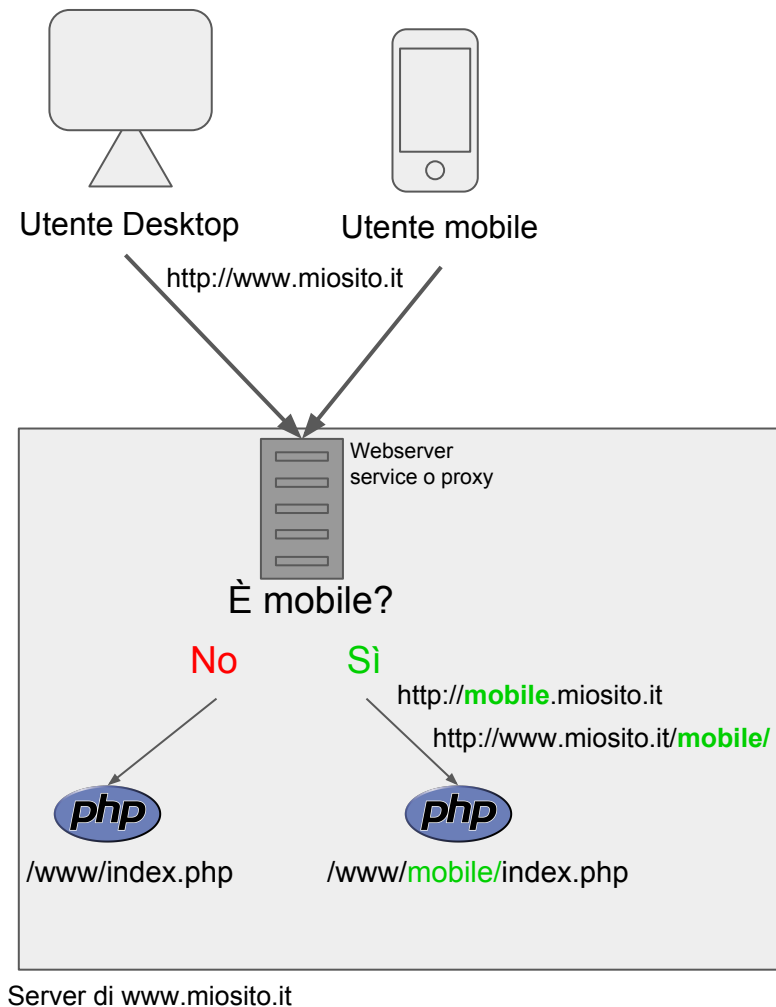 Utente Desktop
Utente mobile
http://www.miosito.it
Webserver
service o proxy
È mobile?
No
Sì
http://mobile.miosito.it
http://www.miosito.it/mobile/
php
php
/www/index.php
/www/mobile/index.php
Server di www.miosito.it